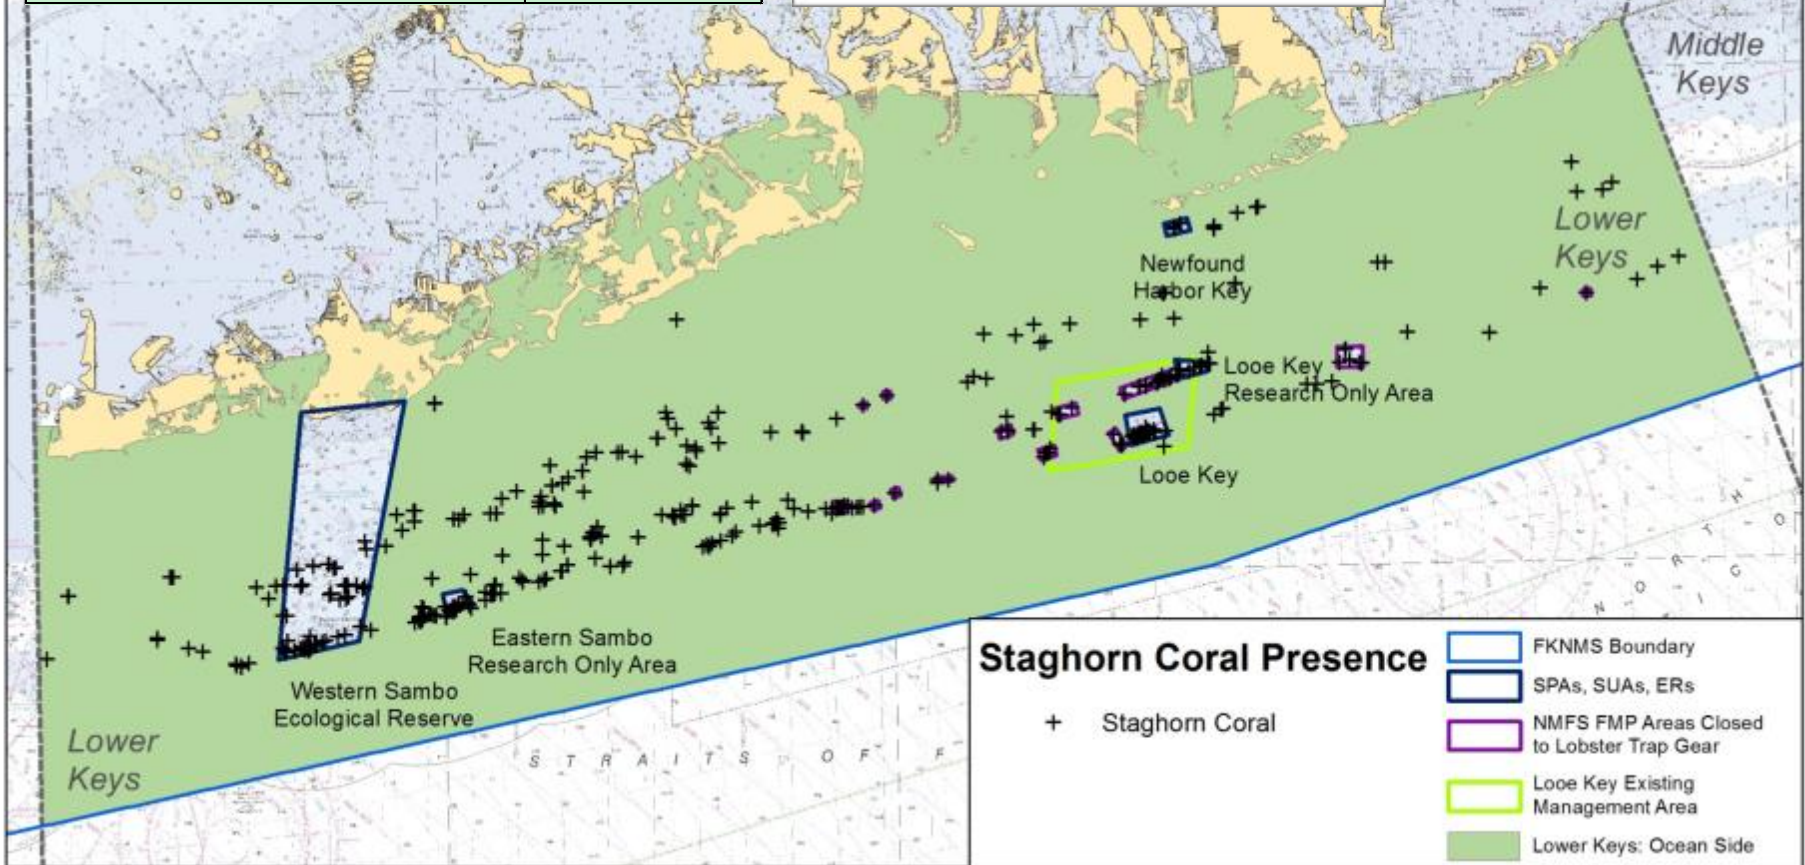 Middle
Keys
Lower
Keys
Newfound
Harbor Key
Looe Key
Research Only Area
Looe Key
Eastern Sambo
Research Only Area
Western Sambo
Ecological Reserve
Lower
Keys
S T R A I T S O F F
N O R T H
I C O
Staghorn Coral Presence
Staghorn Coral
FKNMS Boundary
SPAs, SUAs, ERs
NMFS FMP Areas Closed
to Lobster Trap Gear
Looe Key Existing
Management Area
Lower Keys: Ocean Side